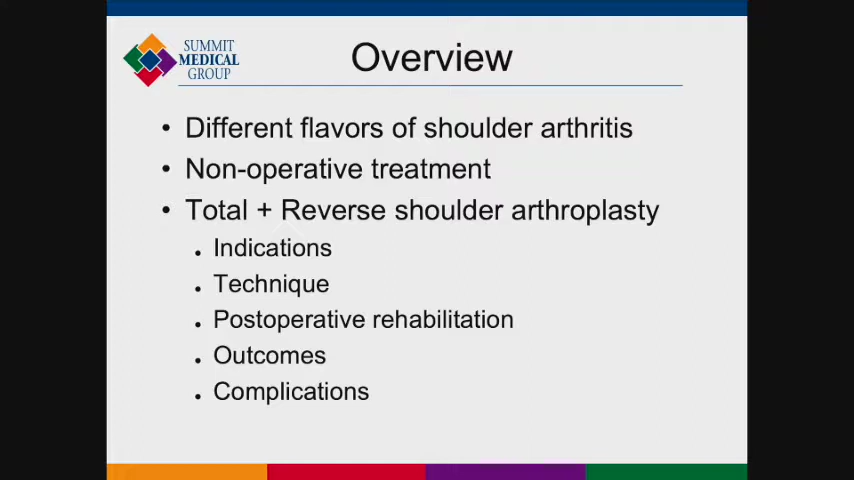 SUMMIT
MEDICAL
GROUP
Overview
• Different flavors of shoulder arthritis
• Non-operative treatment
• Total + Reverse shoulder arthroplasty
• Indications
• Technique
• Postoperative rehabilitation
• Outcomes
• Complications